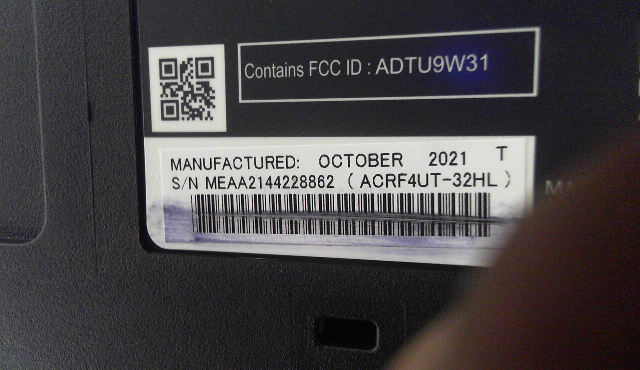 Contains FCC ID : ADTU9W31
MANUFACTURED: OCTOBER 2021 T
S/N MEAA2144228862 ( ACRF4UT-32HL )